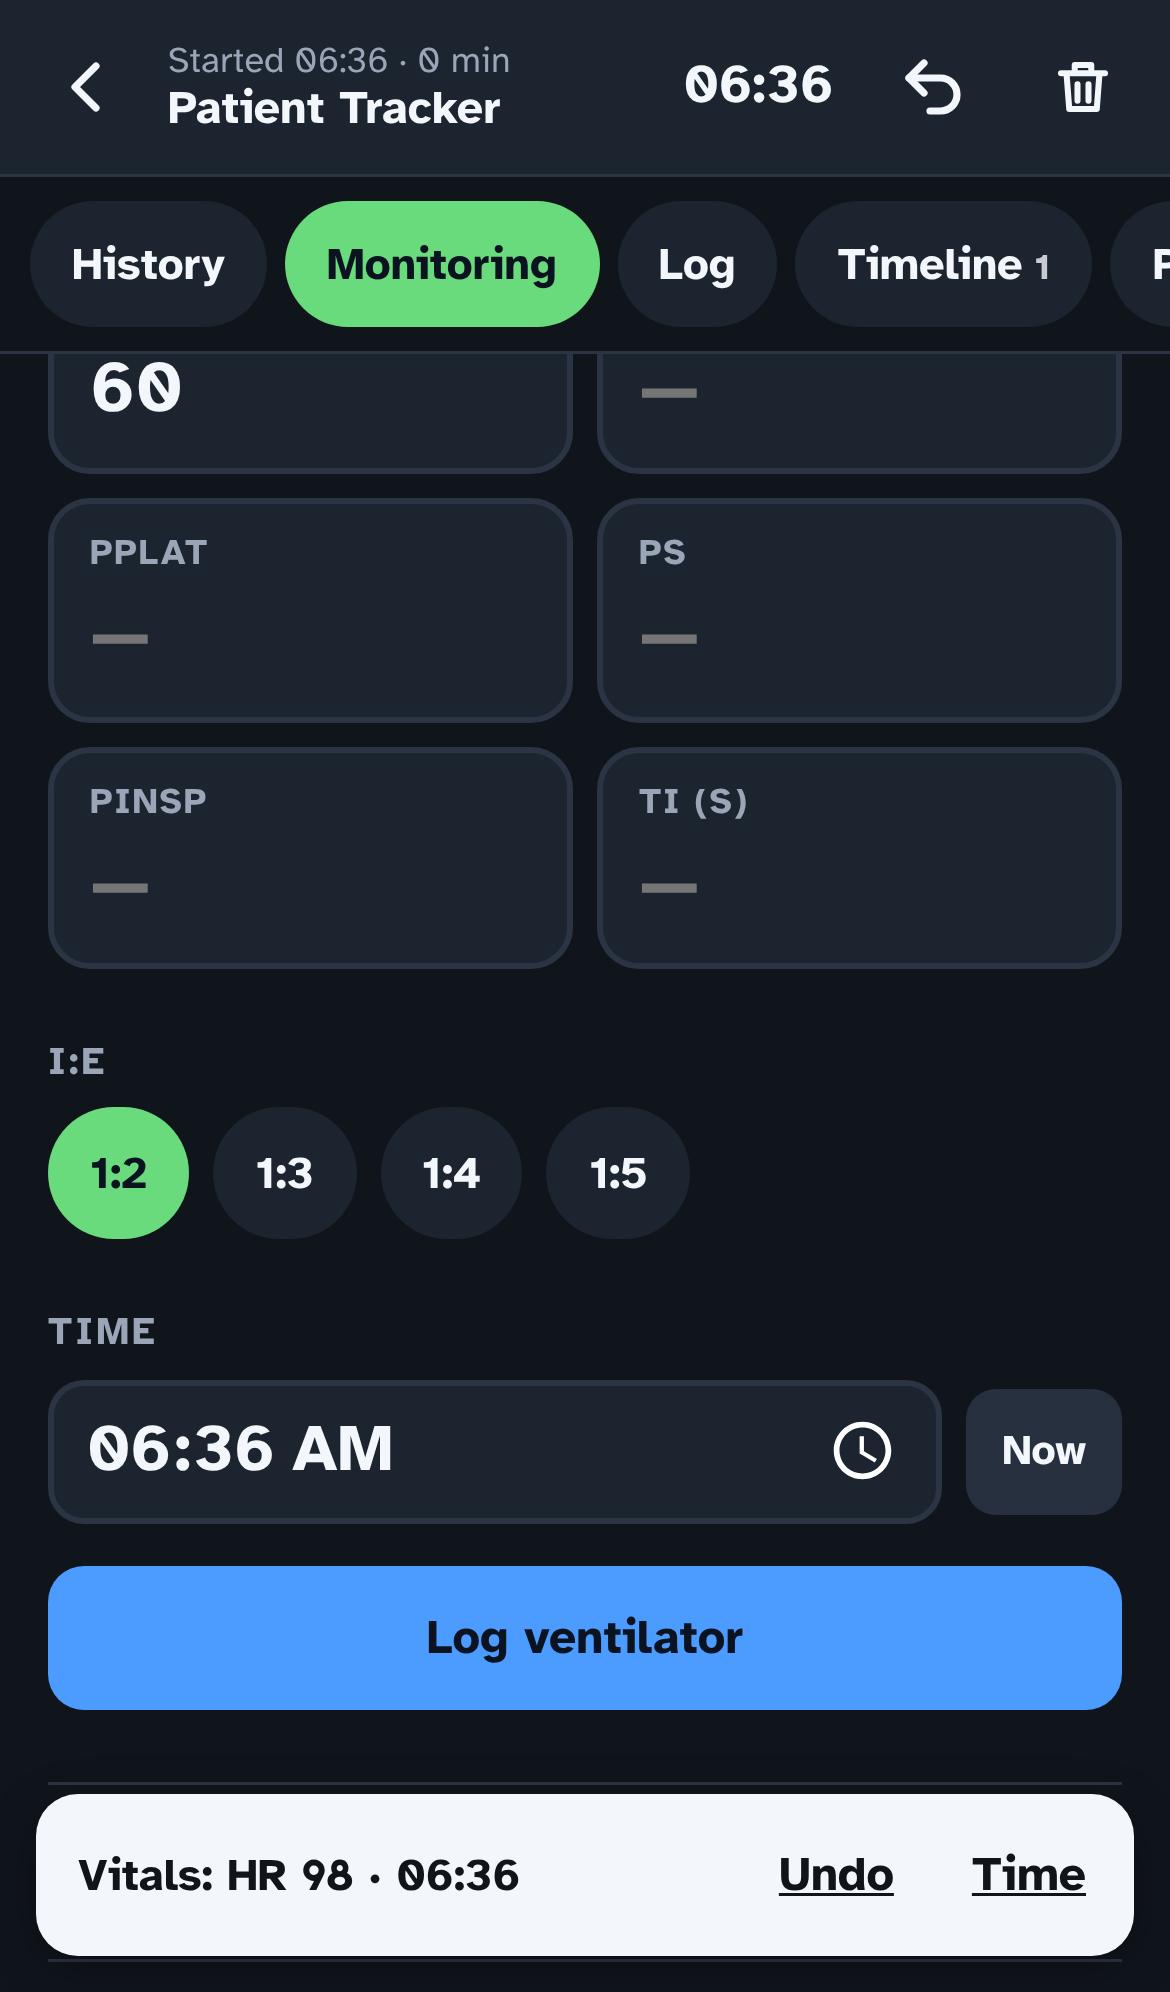 Started 06:36 · 0 min
Patient Tracker
06:36
History
Monitoring
Log
Timeline 1
60
—
PPLAT
—
PS
—
PINSP
—
TI (S)
—
I:E
1:2
1:3
1:4
1:5
TIME
06:36 AM
Now
Log ventilator
Vitals: HR 98 · 06:36
Undo
Time